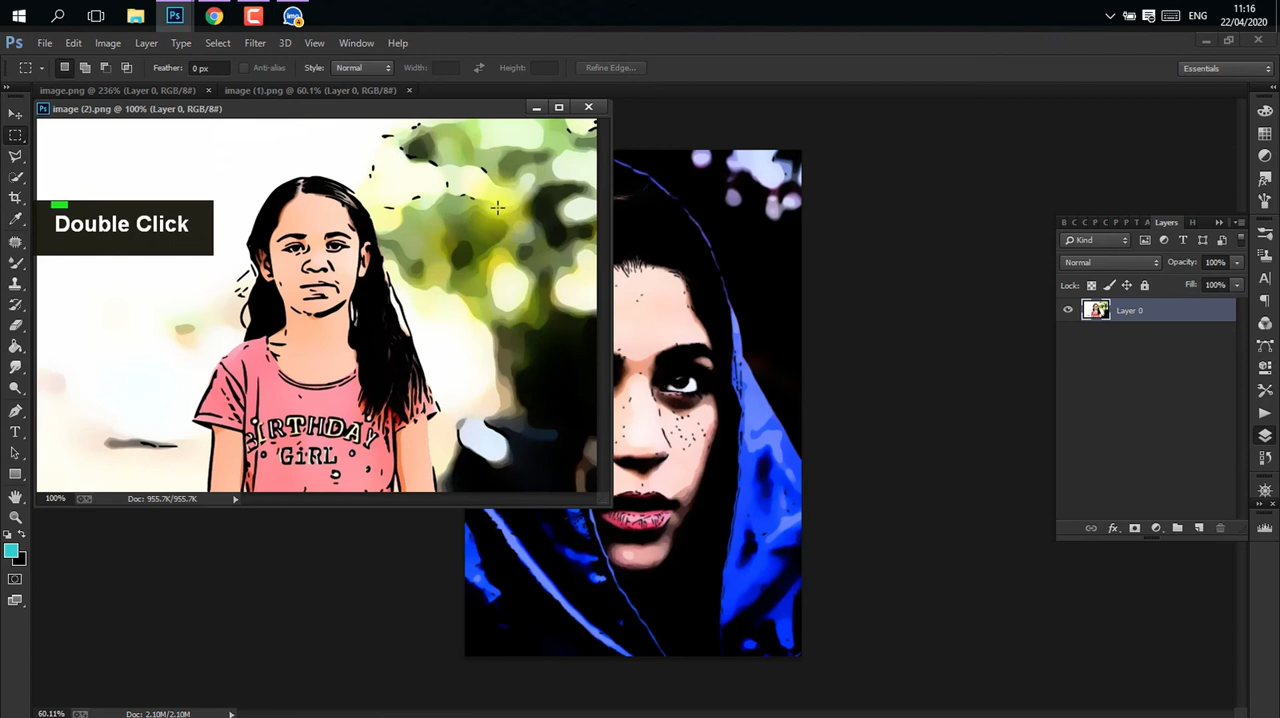 Ps
ENG
11:16
22/04/2020
Ps
File Edit Image Layer Type Select Filter 3D View Window Help
Feather: 0 px Anti-alias Style: Normal Width: Height: Refine Edge... Essentials
image.png @ 236% (Layer 0, RGB/8#) × image (1).png @ 60.1% (Layer 0, RGB/8#) ×
Ps image (2).png @ 100% (Layer 0, RGB/8#)
Double Click
BIRTHDAY
GiRL
100% Doc: 955.7K/955.7K
B C C C P P T A Layers H
Kind
Normal Opacity: 100%
Lock: Fill: 100%
Layer 0
fx
60.11% Doc: 2.10M/2.10M